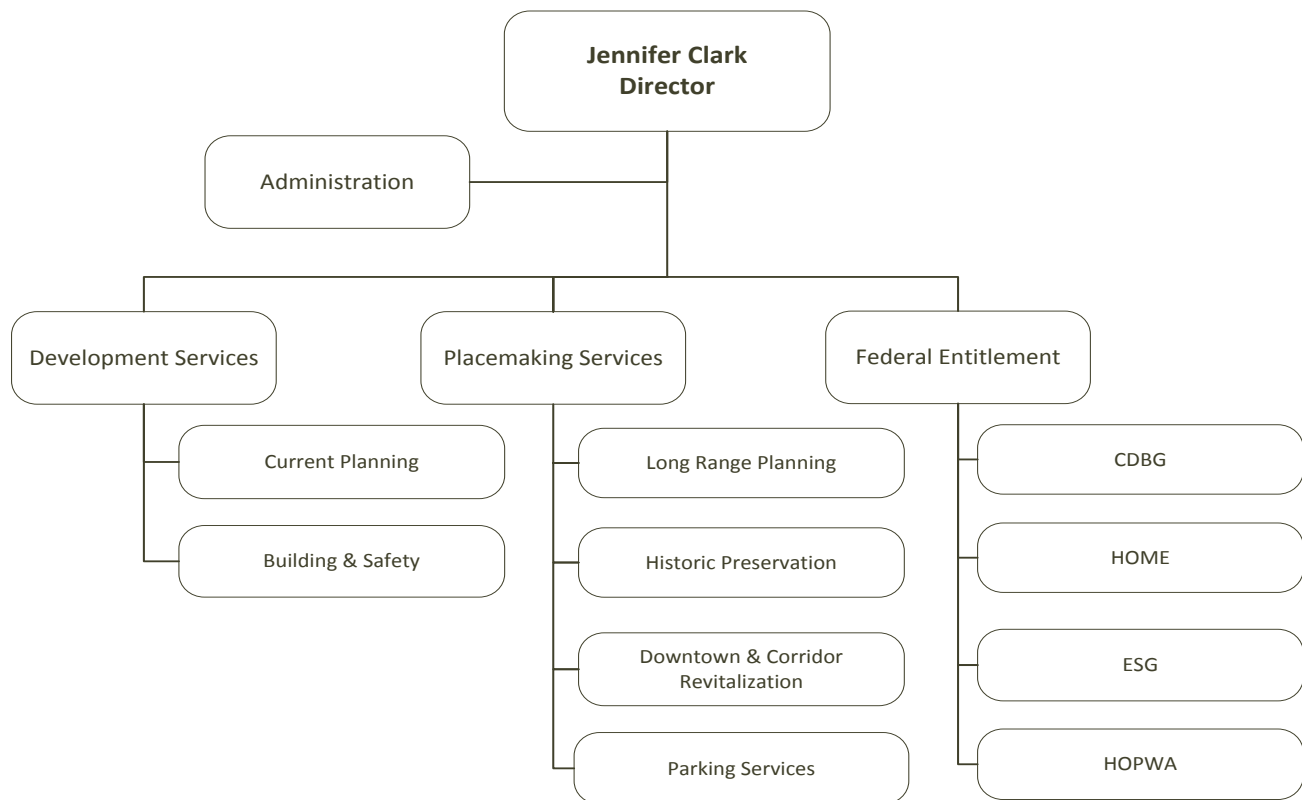 Jennifer Clark
Director
Administration
Development Services
Placemaking Services
Federal Entitlement
Current Planning
Building & Safety
Long Range Planning
Historic Preservation
Downtown & Corridor
Revitalization
Parking Services
CDBG
HOME
ESG
HOPWA